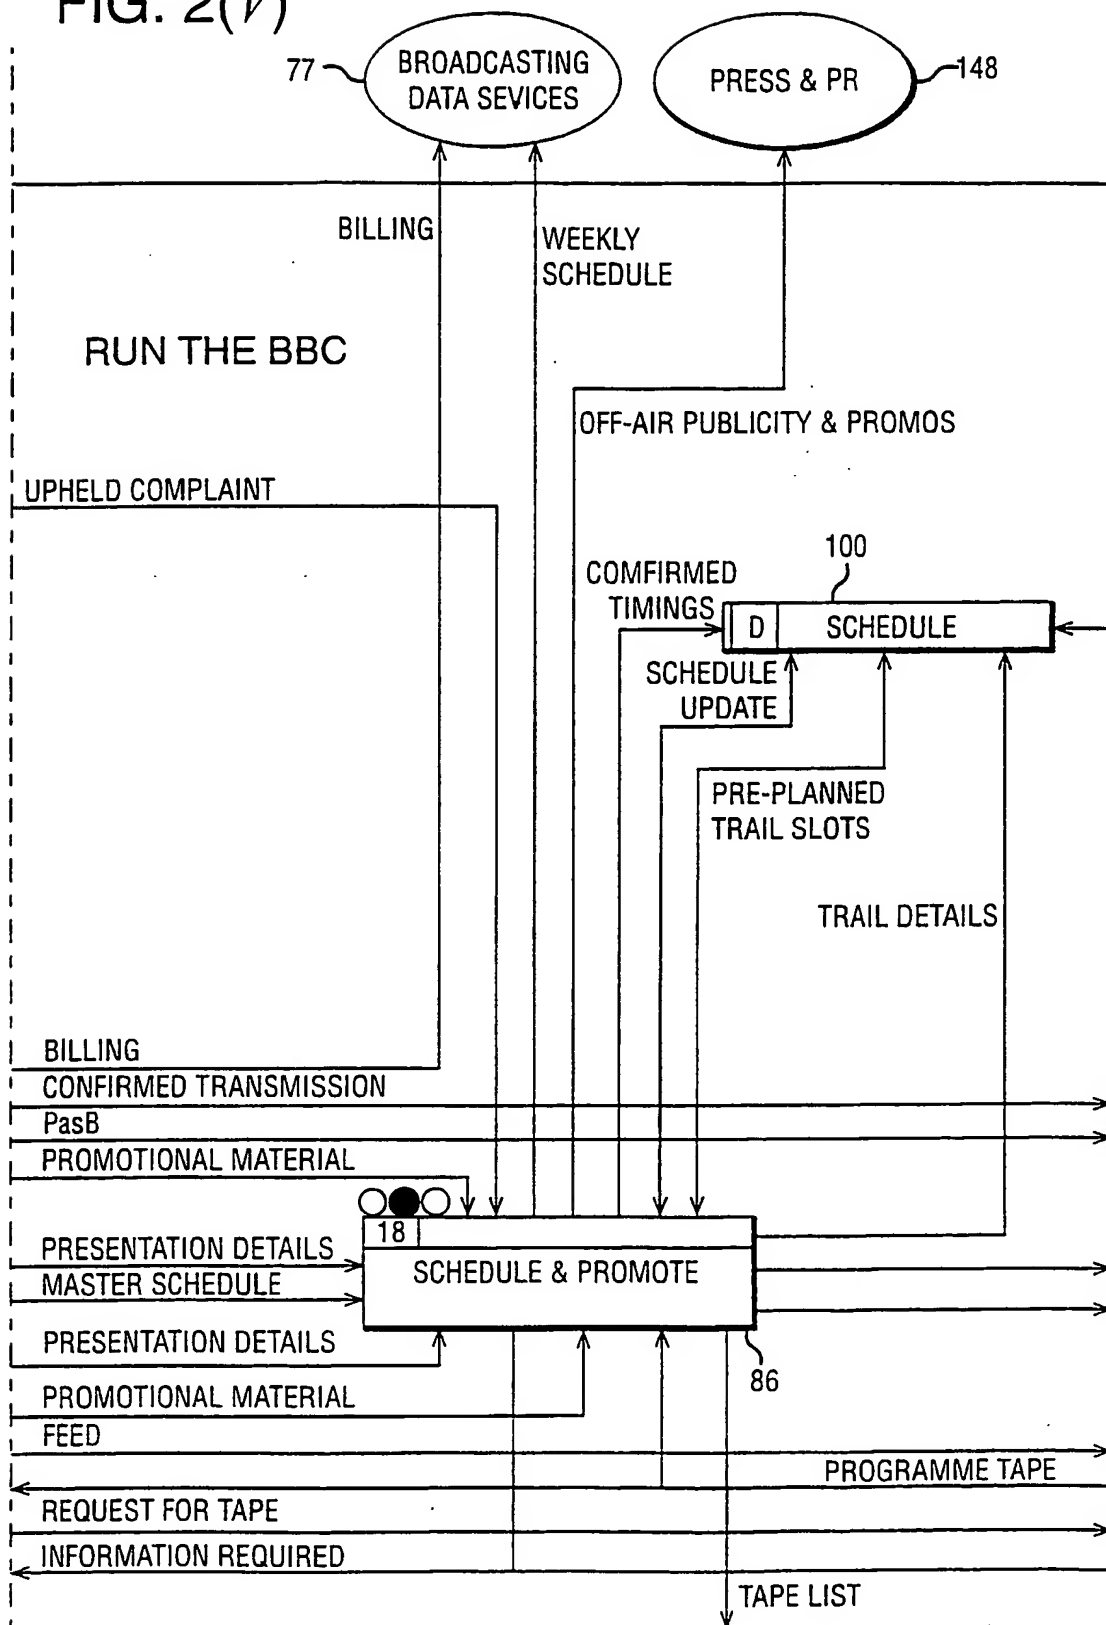 FIG. 2(V)
77
BROADCASTING
DATA SEVICES
PRESS & PR
148
BILLING
WEEKLY
SCHEDULE
RUN THE BBC
OFF-AIR PUBLICITY & PROMOS
UPHELD COMPLAINT
100
COMFIRMED
TIMINGS
D
SCHEDULE
SCHEDULE
UPDATE
PRE-PLANNED
TRAIL SLOTS
TRAIL DETAILS
BILLING
CONFIRMED TRANSMISSION
PasB
PROMOTIONAL MATERIAL
18
PRESENTATION DETAILS
SCHEDULE & PROMOTE
MASTER SCHEDULE
PRESENTATION DETAILS
86
PROMOTIONAL MATERIAL
FEED
PROGRAMME TAPE
REQUEST FOR TAPE
INFORMATION REQUIRED
TAPE LIST